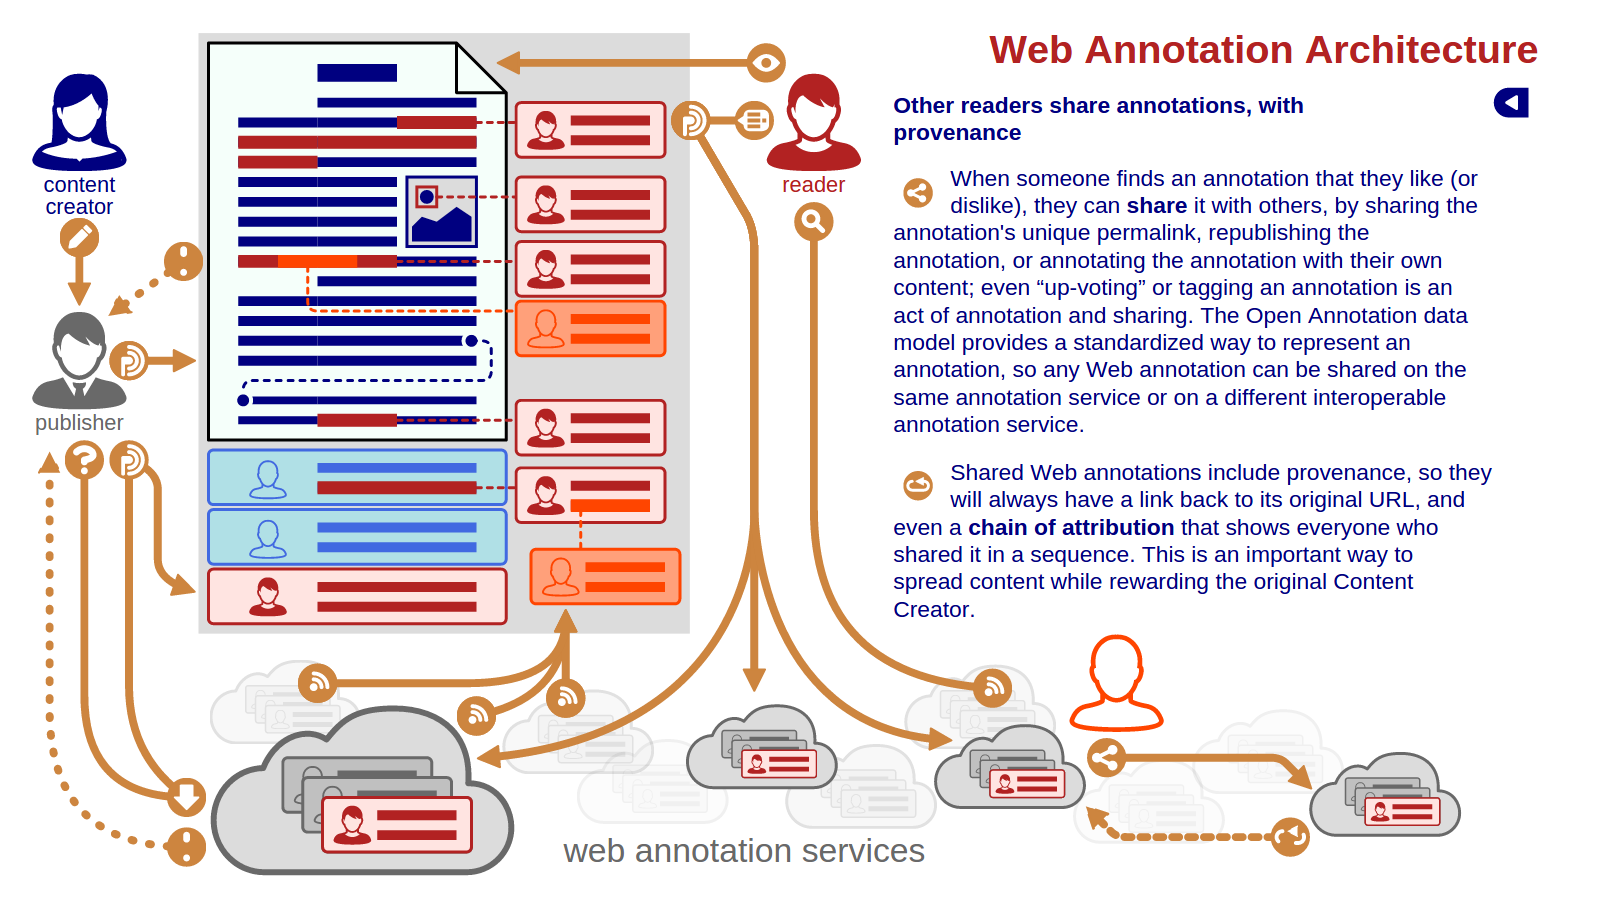 Web Annotation Architecture
Other readers share annotations, with
provenance
When someone finds an annotation that they like (or
dislike), they can share it with others, by sharing the
annotation's unique permalink, republishing the
annotation, or annotating the annotation with their own
content; even “up-voting” or tagging an annotation is an
act of annotation and sharing. The Open Annotation data
model provides a standardized way to represent an
annotation, so any Web annotation can be shared on the
same annotation service or on a different interoperable
annotation service.
Shared Web annotations include provenance, so they
will always have a link back to its original URL, and
even a chain of attribution that shows everyone who
shared it in a sequence. This is an important way to
spread content while rewarding the original Content
Creator.
content
creator
publisher
reader
web annotation services